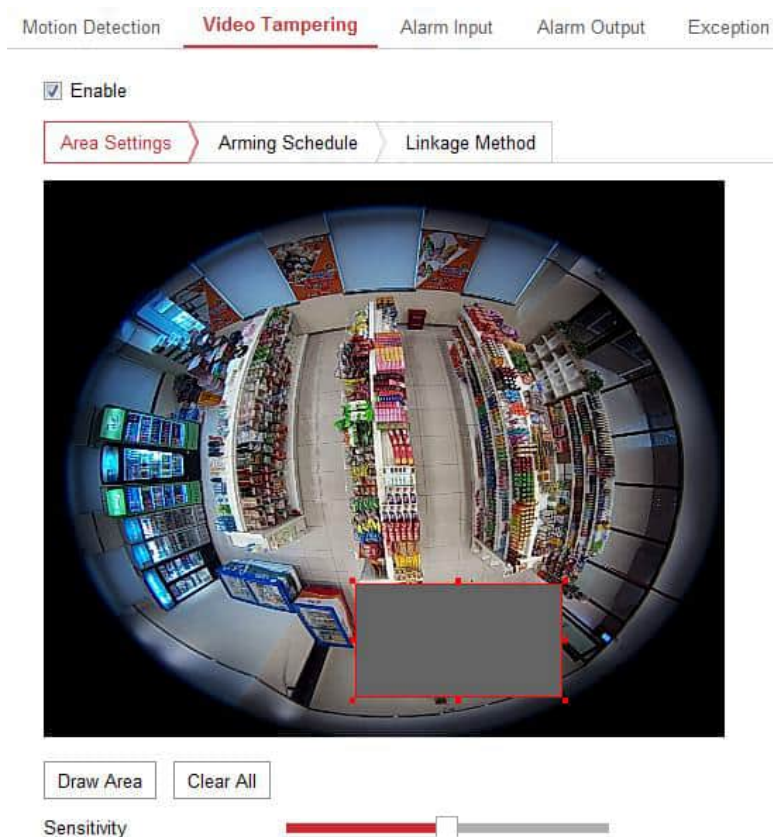 Motion Detection Video Tampering Alarm Input Alarm Output Exception
Enable
Area Settings Arming Schedule Linkage Method
Draw Area Clear All
Sensitivity